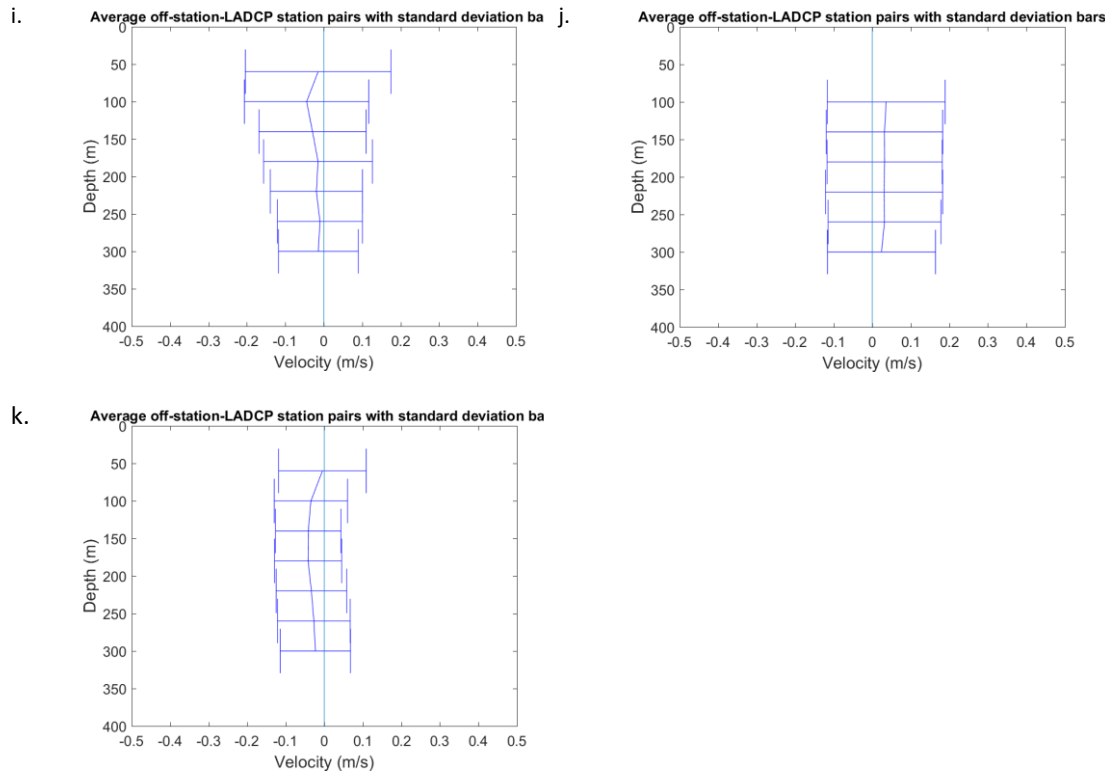 i.
Average off-station-LADCP station pairs with standard deviation ba
0
50
100
150
200
250
300
350
400
Depth (m)
-0.5 -0.4 -0.3 -0.2 -0.1 0 0.1 0.2 0.3 0.4 0.5
Velocity (m/s)
j.
Average off-station-LADCP station pairs with standard deviation bars
0
50
100
150
200
250
300
350
400
Depth (m)
-0.5 -0.4 -0.3 -0.2 -0.1 0 0.1 0.2 0.3 0.4 0.5
Velocity (m/s)
k.
Average off-station-LADCP station pairs with standard deviation ba
0
50
100
150
200
250
300
350
400
Depth (m)
-0.5 -0.4 -0.3 -0.2 -0.1 0 0.1 0.2 0.3 0.4 0.5
Velocity (m/s)